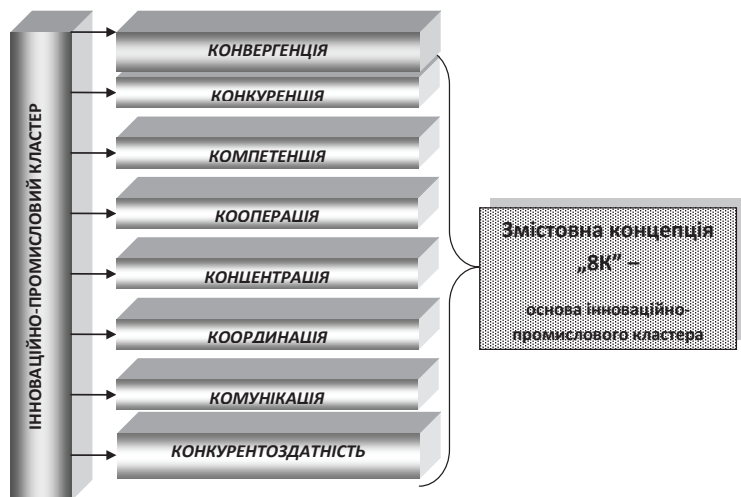 ІННОВАЦІЙНО-ПРОМИСЛОВИЙ КЛАСТЕР
КОНВЕРГЕНЦІЯ
КОНКУРЕНЦІЯ
КОМПЕТЕНЦІЯ
КООПЕРАЦІЯ
КОНЦЕНТРАЦІЯ
КООРДИНАЦІЯ
КОМУНІКАЦІЯ
КОНКУРЕНТОЗДАТНІСТЬ
Змістовна концепція
„8К” –
основа інноваційно-
промислового кластера